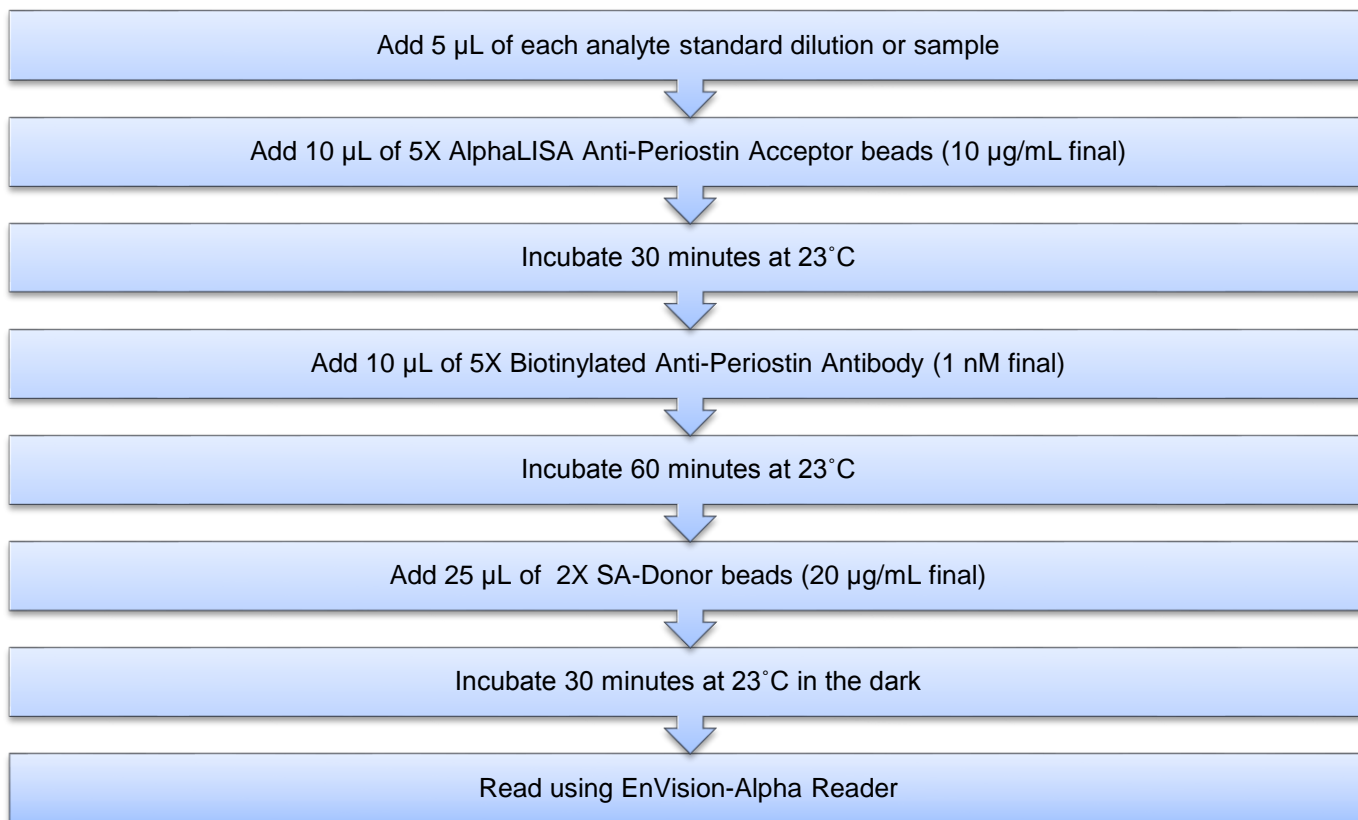 Add 5 µL of each analyte standard dilution or sample
Add 10 µL of 5X AlphaLISA Anti-Periostin Acceptor beads (10 µg/mL final)
Incubate 30 minutes at 23˚C
Add 10 µL of 5X Biotinylated Anti-Periostin Antibody (1 nM final)
Incubate 60 minutes at 23˚C
Add 25 µL of  2X SA-Donor beads (20 µg/mL final)
Incubate 30 minutes at 23˚C in the dark
Read using EnVision-Alpha Reader